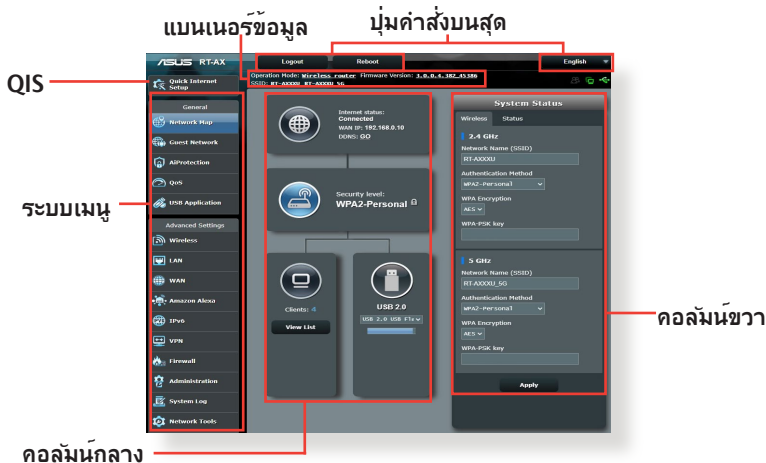 แบนเนอร์ข้อมูล
ปุ่มคำสั่งบนสุด
QIS
ระบบเมนู
คอลัมน์ขวา
คอลัมน์กลาง
ASUS RT-AX
Logout
Reboot
English
Quick Internet Setup
Operation Mode: Wireless router Firmware Version: 3.0.0.4.382_45386
SSID: RT-AXXXU RT-AXXXU_5G
General
Network Map
Guest Network
AiProtection
QoS
USB Application
Advanced Settings
Wireless
LAN
WAN
Amazon Alexa
IPv6
VPN
Firewall
Administration
System Log
Network Tools
Internet status:
Connected
WAN IP: 192.168.0.10
DDNS: GO
Security level:
WPA2-Personal
Clients: 4
View List
USB 2.0
USB 2.0 USB Fla
System Status
Wireless
Status
2.4 GHz
Network Name (SSID)
RT-AXXXU
Authentication Method
WPA2-Personal
WPA Encryption
AES
WPA-PSK key
5 GHz
Network Name (SSID)
RT-AXXXU_5G
Authentication Method
WPA2-Personal
WPA Encryption
AES
WPA-PSK key
Apply